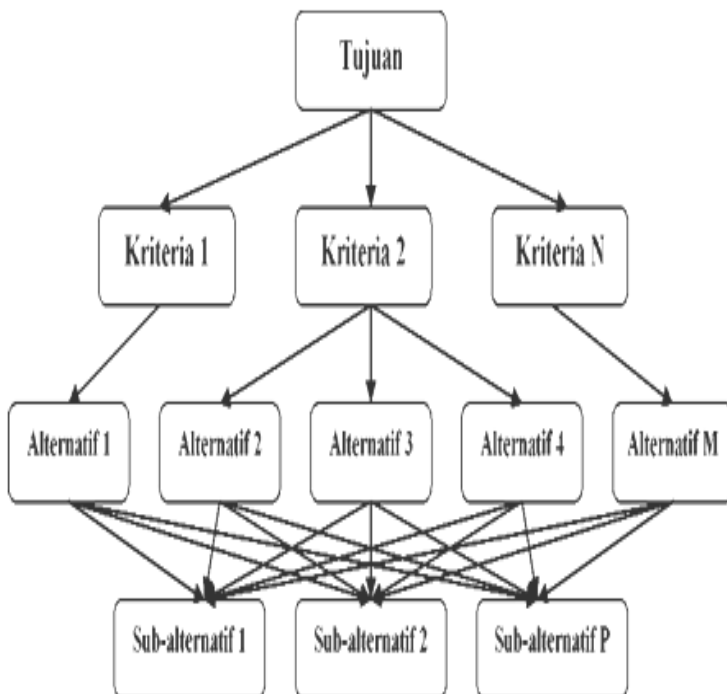 Tujuan
Kriteria 1
Kriteria 2
Kriteria N
Alternatif 1
Alternatif 2
Alternatif 3
Alternatif 4
Alternatif M
Sub-alternatif 1
Sub-alternatif 2
Sub-alternatif P